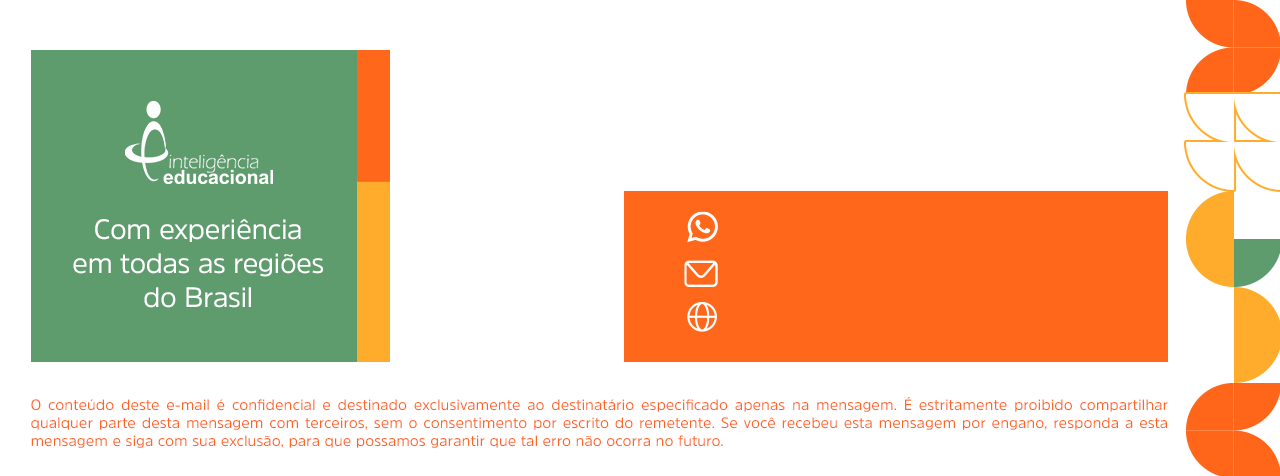 inteligência
educacional
Com experiência
em todas as regiões
do Brasil
O conteúdo deste e-mail é confidencial e destinado exclusivamente ao destinatário especificado apenas na mensagem. É estritamente proibido compartilhar
qualquer parte desta mensagem com terceiros, sem o consentimento por escrito do remetente. Se você recebeu esta mensagem por engano, responda a esta
mensagem e siga com sua exclusão, para que possamos garantir que tal erro não ocorra no futuro.